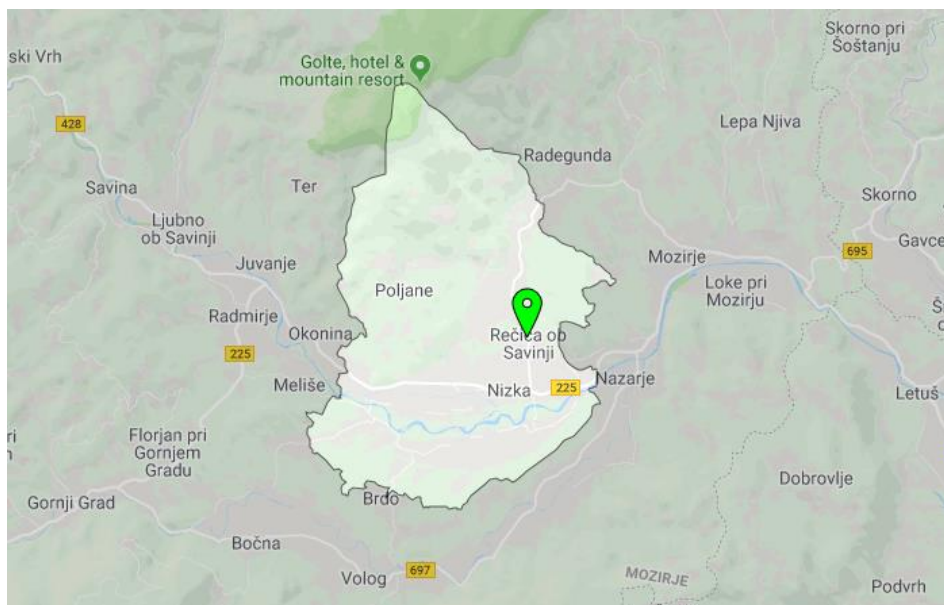 Skorno pri
Šoštanju
ski Vrh
Golte, hotel &
mountain resort
428
Lepa Njiva
Radegunda
Savina
Ter
Skorno
Ljubno
ob Savinji
Gavce
695
Mozirje
Juvanje
Loke pri
Mozirju
Poljane
Radmirje
Okonina
Rečica ob
Savinji
225
Meliše
Nizka
225
Nazarje
Letuš
Florjan pri
Gornjem
Gradu
Dobrovlje
Gornji Grad
Brdo
Bočna
Volog
697
MOZIRJE
Podvrh